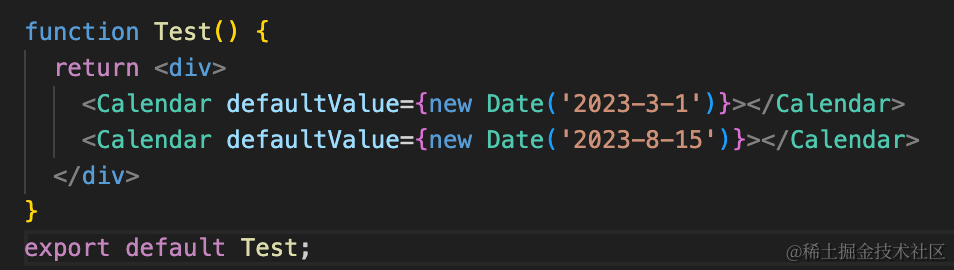 function Test() {
return <div>
<Calendar defaultValue={new Date('2023-3-1')}></Calendar>
<Calendar defaultValue={new Date('2023-8-15')}></Calendar>
</div>
}
export default Test;
@稀土掘金技术社区